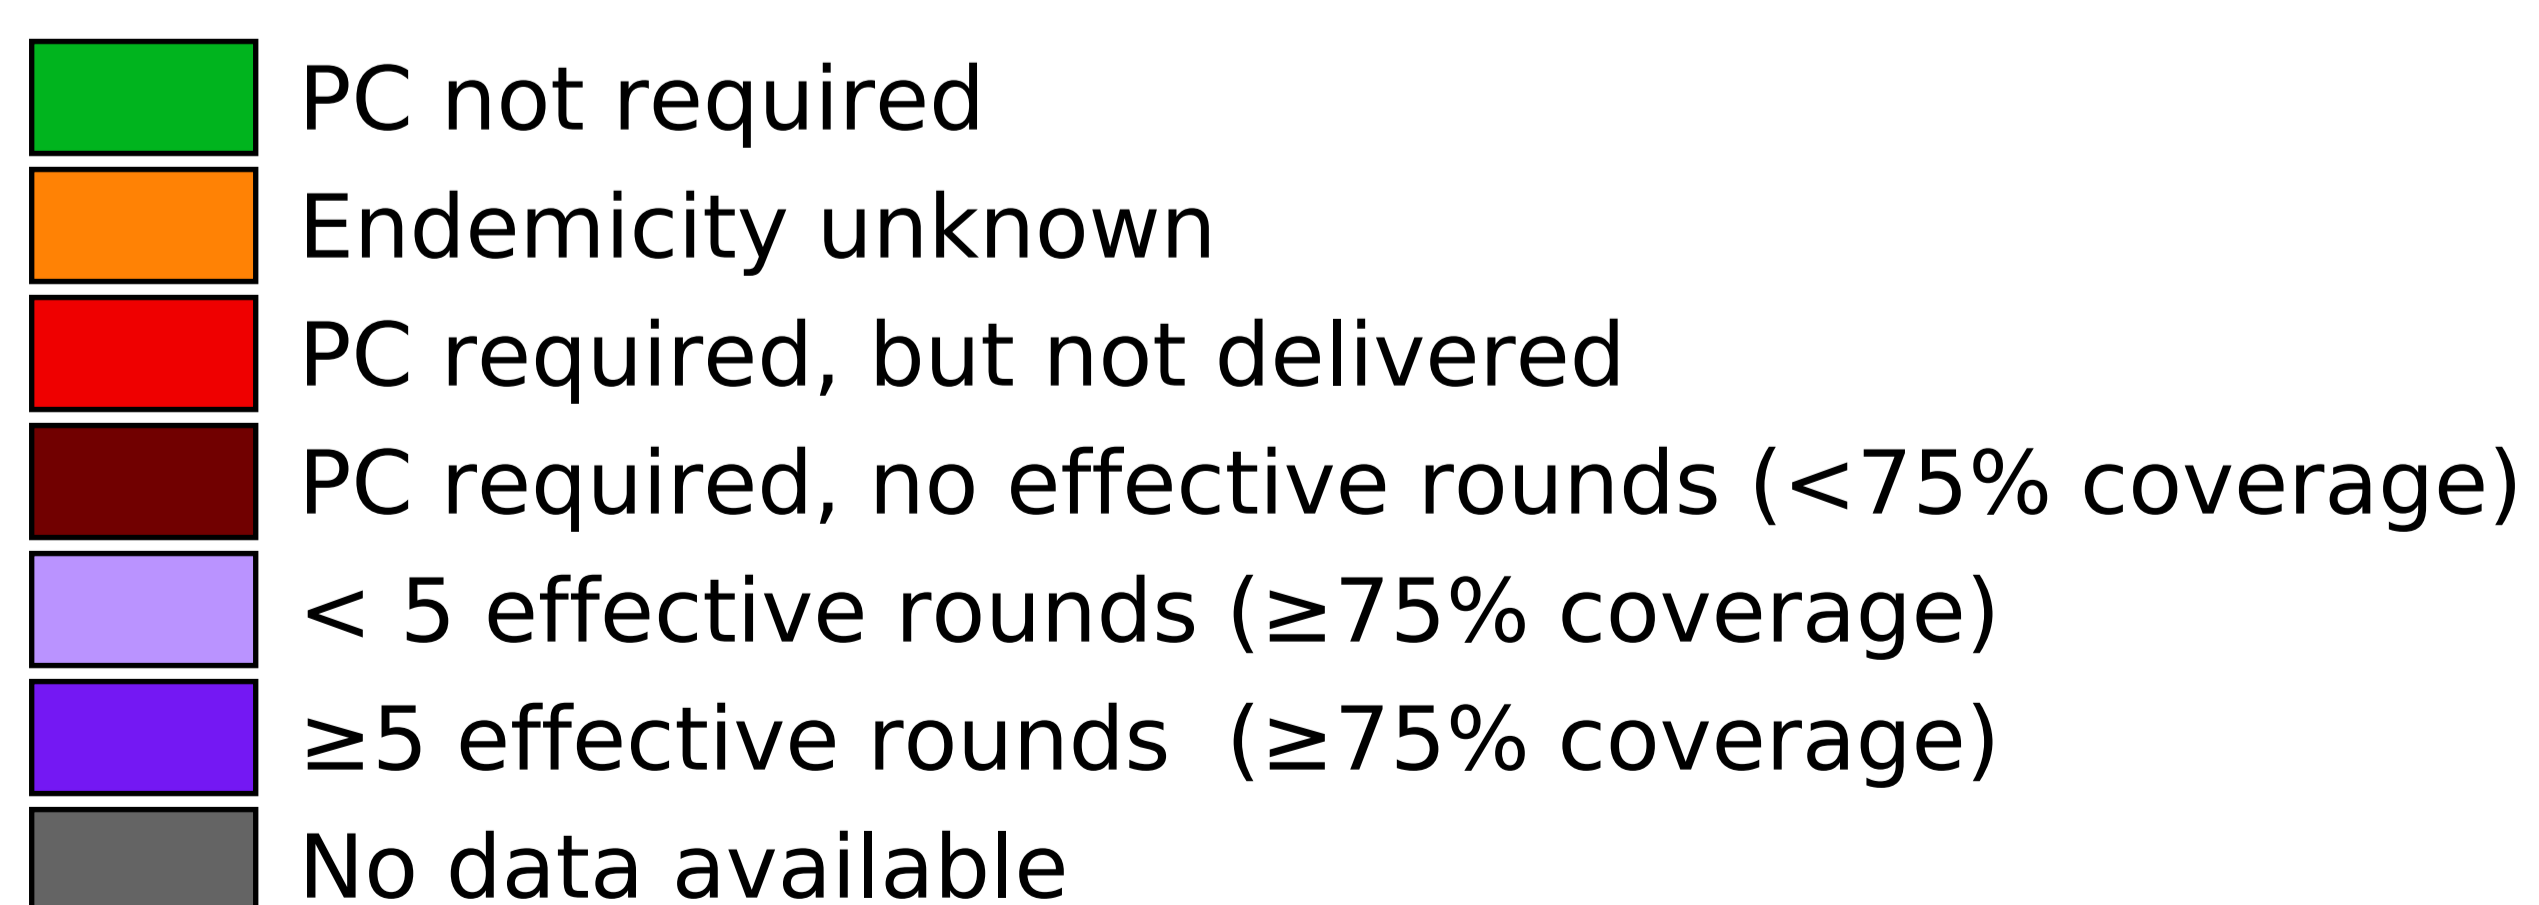 PC not required
Endemicity unknown
PC required, but not delivered
PC required, no effective rounds (<75% coverage)
< 5 effective rounds (≥75% coverage)
≥5 effective rounds  (≥75% coverage)
No data available